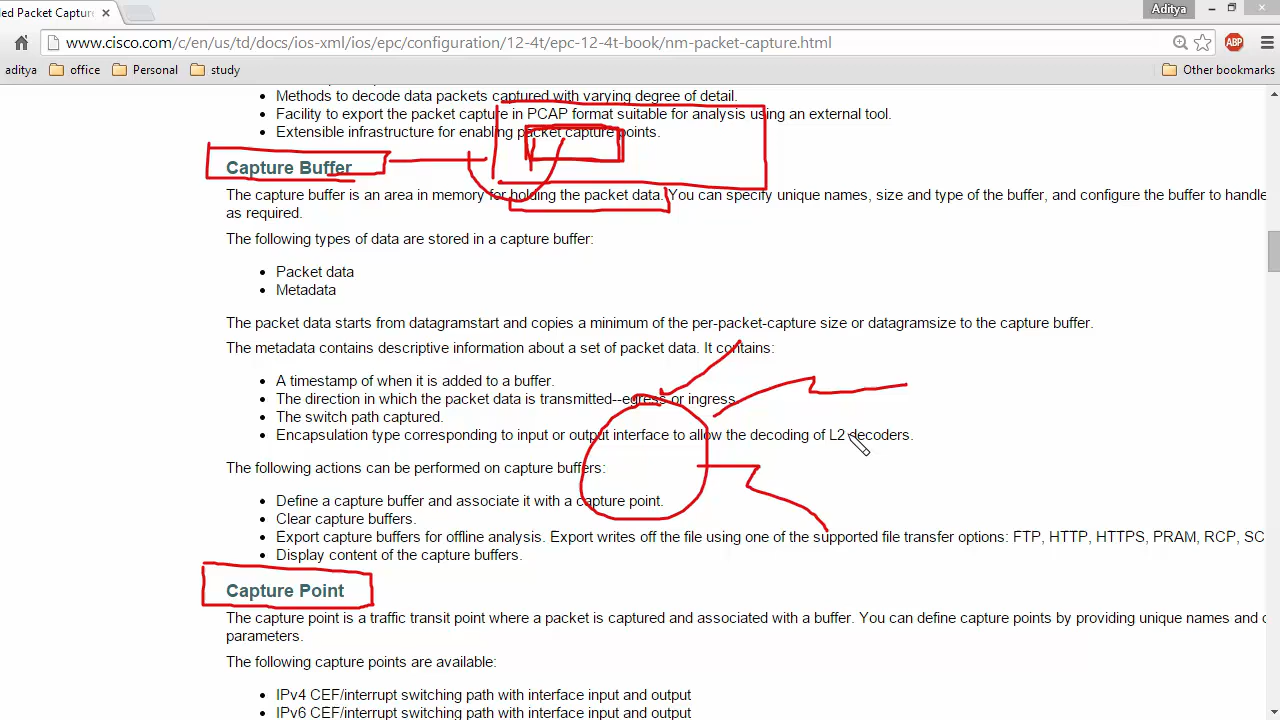 led Packet Captur
Aditya
www.cisco.com/c/en/us/td/docs/ios-xml/ios/epc/configuration/12-4t/epc-12-4t-book/nm-packet-capture.html
ABP
aditya office Personal study Other bookmarks
Methods to decode data packets captured with varying degree of detail.
Facility to export the packet capture in PCAP format suitable for analysis using an external tool.
Extensible infrastructure for enabling packet capture points.
Capture Buffer
The capture buffer is an area in memory for holding the packet data. You can specify unique names, size and type of the buffer, and configure the buffer to handle
as required.
The following types of data are stored in a capture buffer:
Packet data
Metadata
The packet data starts from datagramstart and copies a minimum of the per-packet-capture size or datagramsize to the capture buffer.
The metadata contains descriptive information about a set of packet data. It contains:
A timestamp of when it is added to a buffer.
The direction in which the packet data is transmitted--egress or ingress.
The switch path captured.
Encapsulation type corresponding to input or output interface to allow the decoding of L2 decoders.
The following actions can be performed on capture buffers:
Define a capture buffer and associate it with a capture point.
Clear capture buffers.
Export capture buffers for offline analysis. Export writes off the file using one of the supported file transfer options: FTP, HTTP, HTTPS, PRAM, RCP, SC
Display content of the capture buffers.
Capture Point
The capture point is a traffic transit point where a packet is captured and associated with a buffer. You can define capture points by providing unique names and
parameters.
The following capture points are available:
IPv4 CEF/interrupt switching path with interface input and output
IPv6 CEF/interrupt switching path with interface input and output